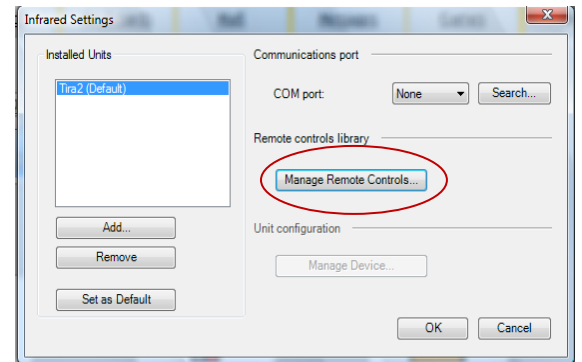 Infrared Settings
Installed Units
Tira2 (Default)
Add...
Remove
Set as Default
Communications port
COM port:
None
Search...
Remote controls library
Manage Remote Controls...
Unit configuration
Manage Device...
OK
Cancel